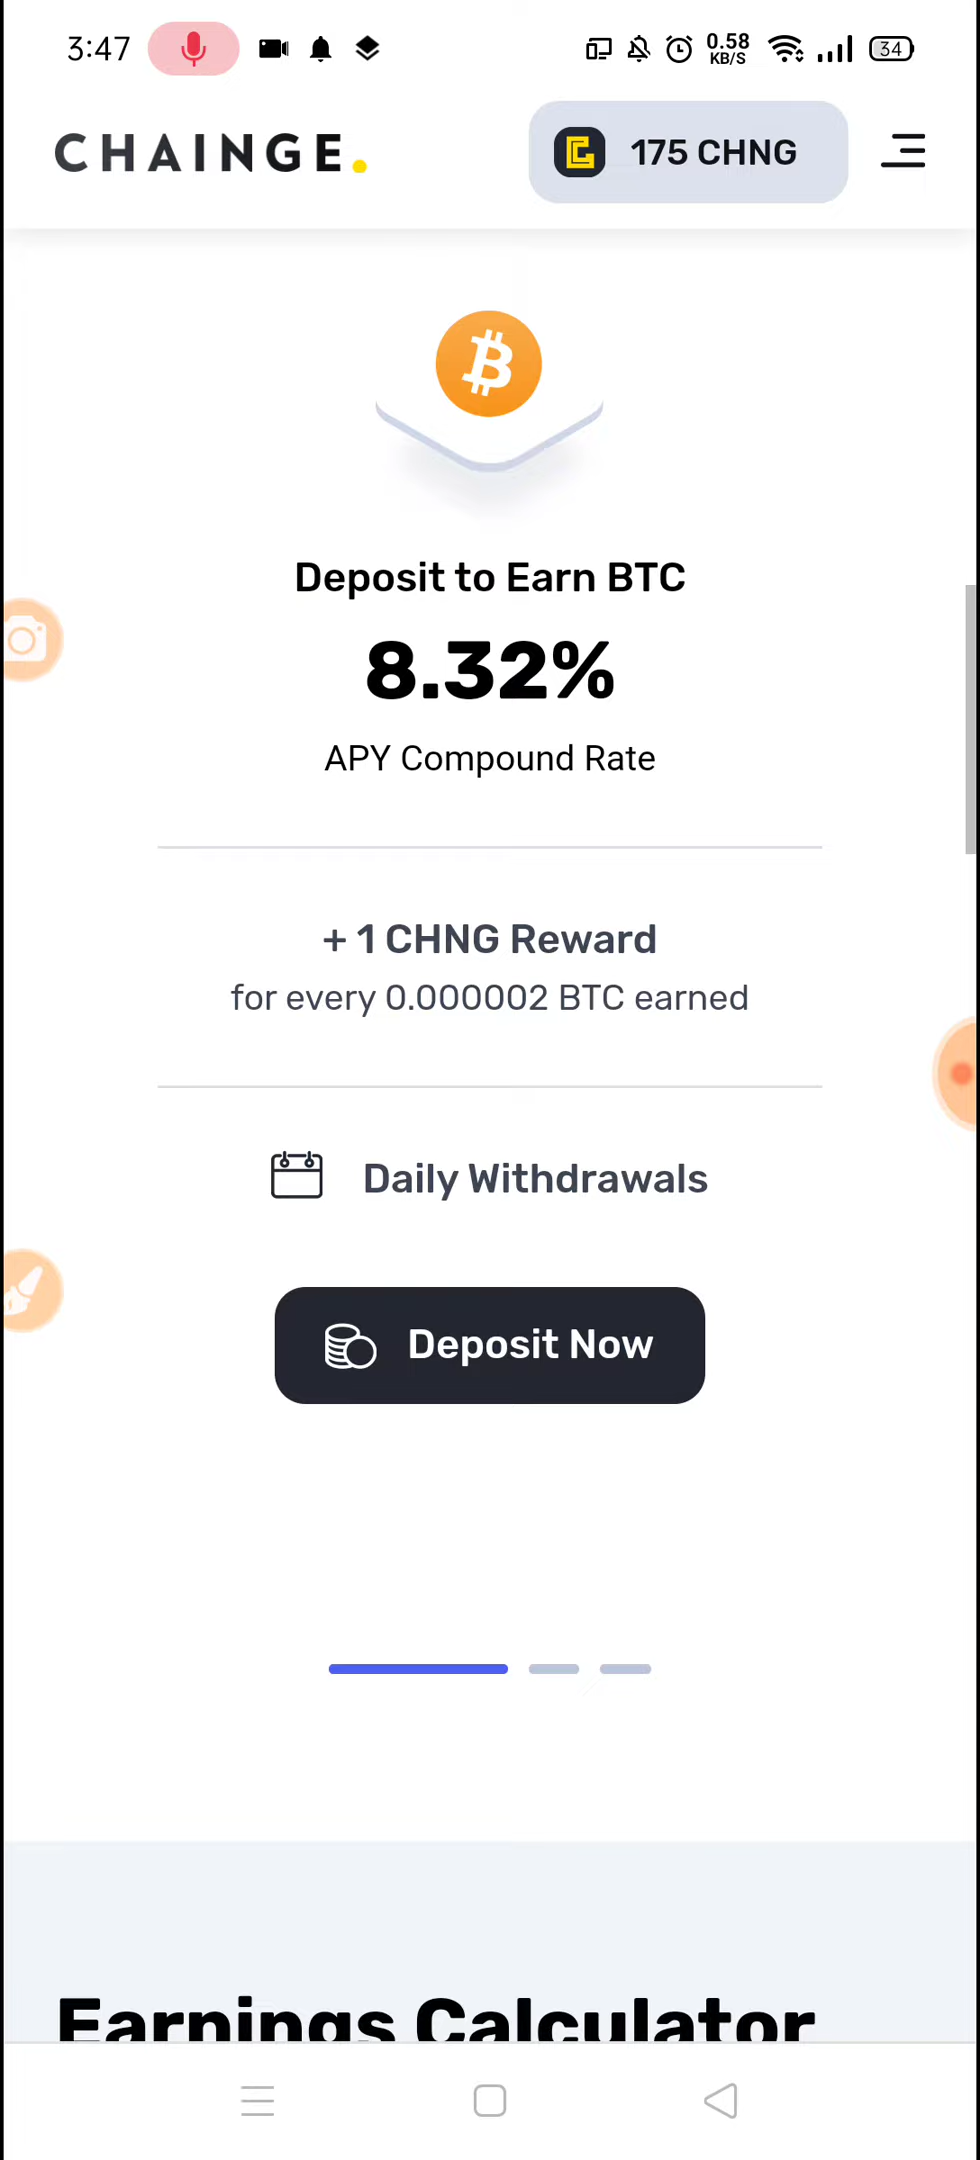 3:47 0.58 KB/S 34
CHAINGE. 175 CHNG
Deposit to Earn BTC
8.32%
APY Compound Rate
+ 1 CHNG Reward
for every 0.000002 BTC earned
Daily Withdrawals
Deposit Now
Earnings Calculator